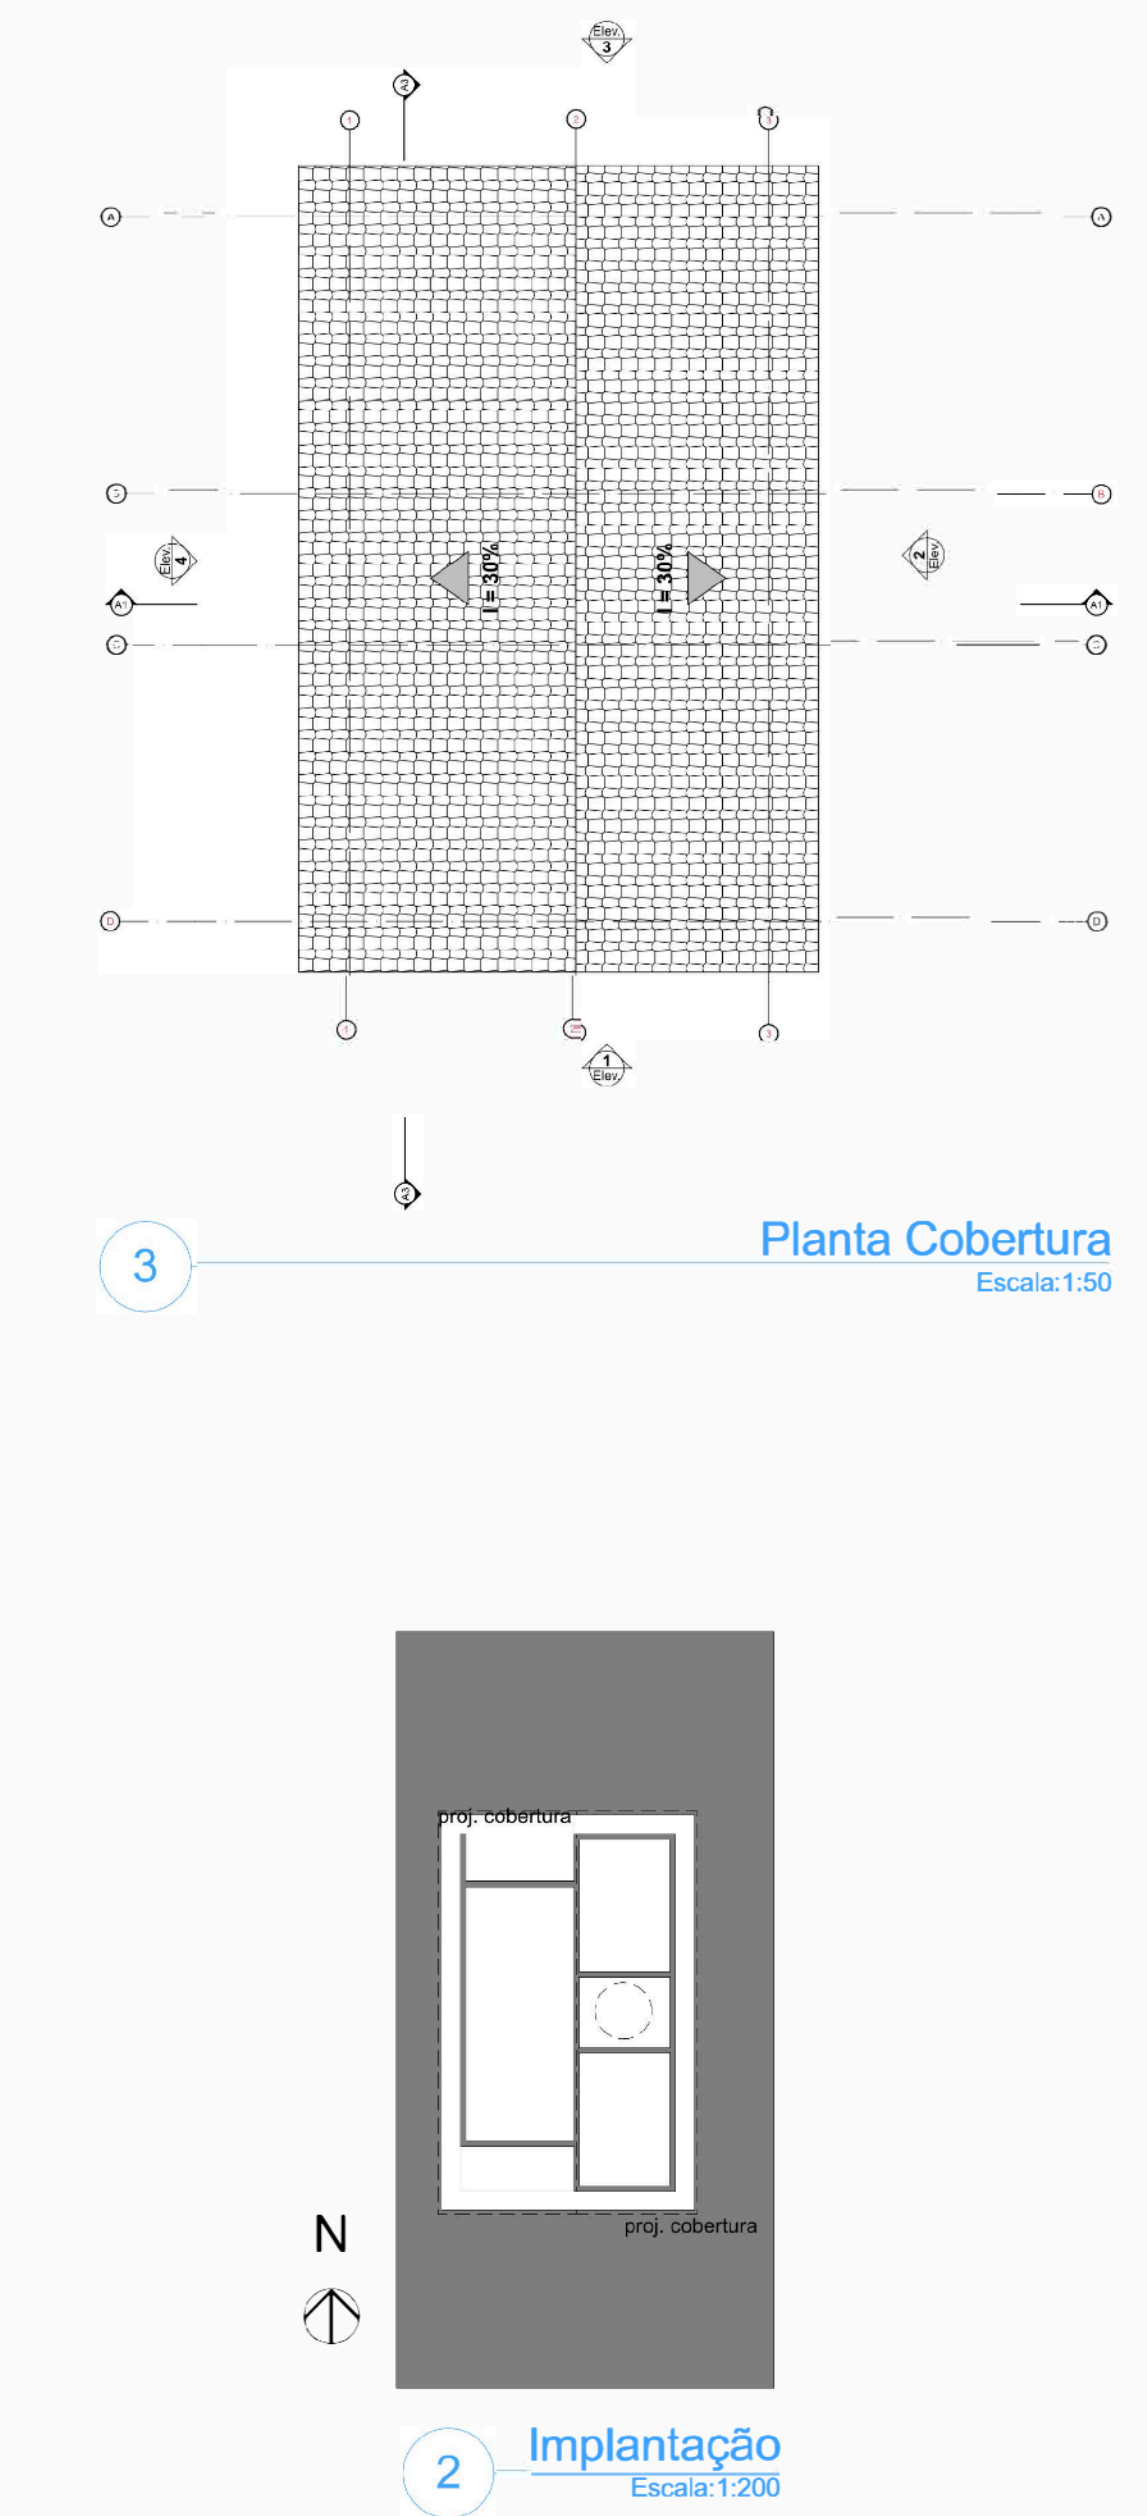 Elev.
3
A3
1
2
3
A
A
B
Elev.
4
I = 30%
I = 30%
2
Elev.
A1
A1
D
D
1
3
1
Elev.
A3
3
Planta Cobertura
Escala:1:50
proj. cobertura
proj. cobertura
N
2
Implantação
Escala:1:200